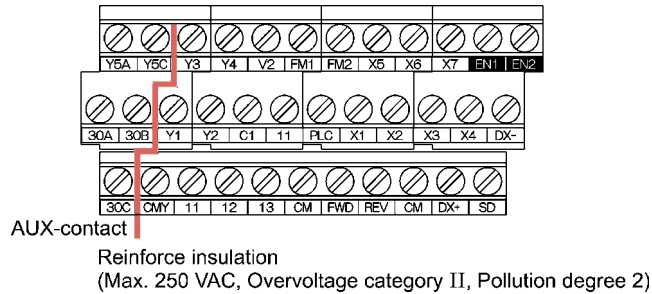 Y5A Y5C Y3 Y4 V2 FM1 FM2 X5 X6 X7 EN1 EN2
30A 30B Y1 Y2 C1 11 PLC X1 X2 X3 X4 DX-
30C CMY 11 12 13 CM FWD REV CM DX+ SD
AUX-contact
Reinforce insulation
(Max. 250 VAC, Overvoltage category II, Pollution degree 2)